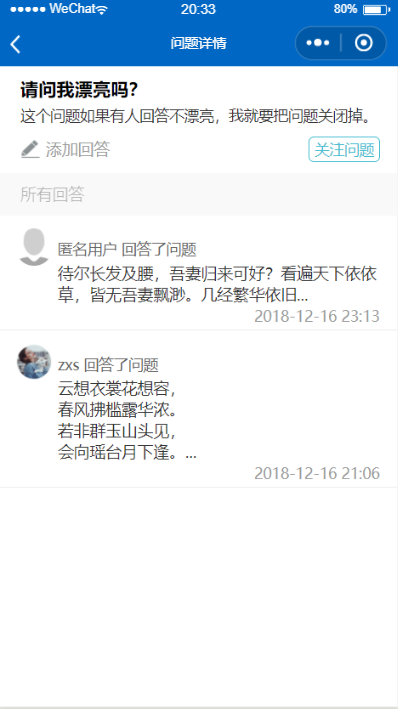 WeChat 20:33 80%
问题详情
请问我漂亮吗？
这个问题如果有人回答不漂亮，我就要把问题关闭掉。
添加回答 关注问题
所有回答
匿名用户 回答了问题
待尔长发及腰，吾妻归来可好？看遍天下依依
草，皆无吾妻飘渺。几经繁华依旧...
2018-12-16 23:13
zxs 回答了问题
云想衣裳花想容，
春风拂槛露华浓。
若非群玉山头见，
会向瑶台月下逢。...
2018-12-16 21:06